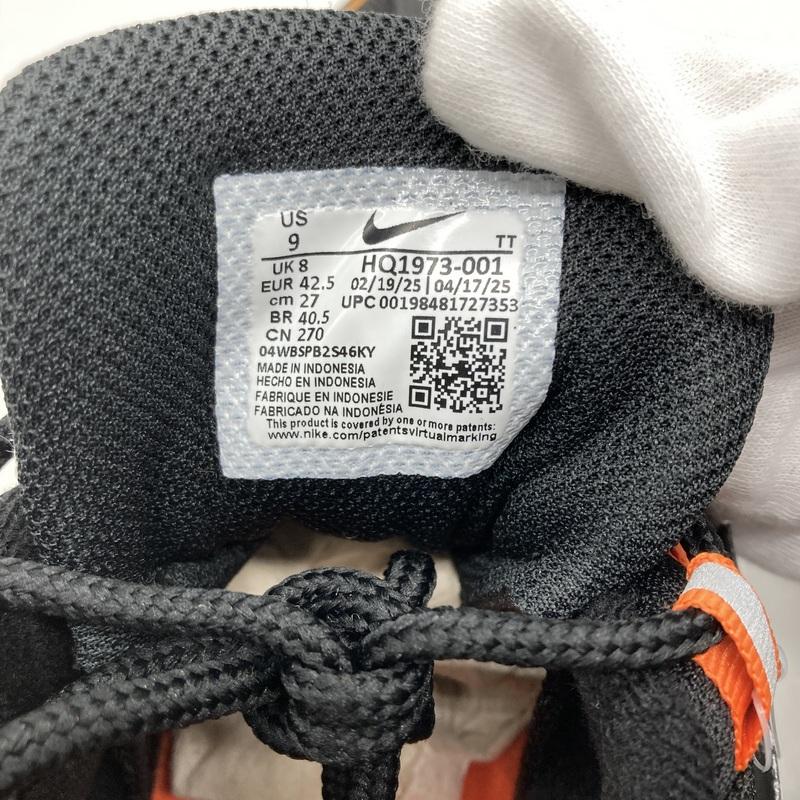 US
9
TT
UK 8
HQ1973-001
EUR 42.5
02/19/25 | 04/17/25
cm 27
UPC 00198481727353
BR 40.5
CN 270
04WBSPB2S46KY
MADE IN INDONESIA
HECHO EN INDONESIA
FABRIQUE EN INDONESIE
FABRICADO NA INDONÉSIA
This product is covered by one or more patents:
www.nike.com/patentsvirtualmarking